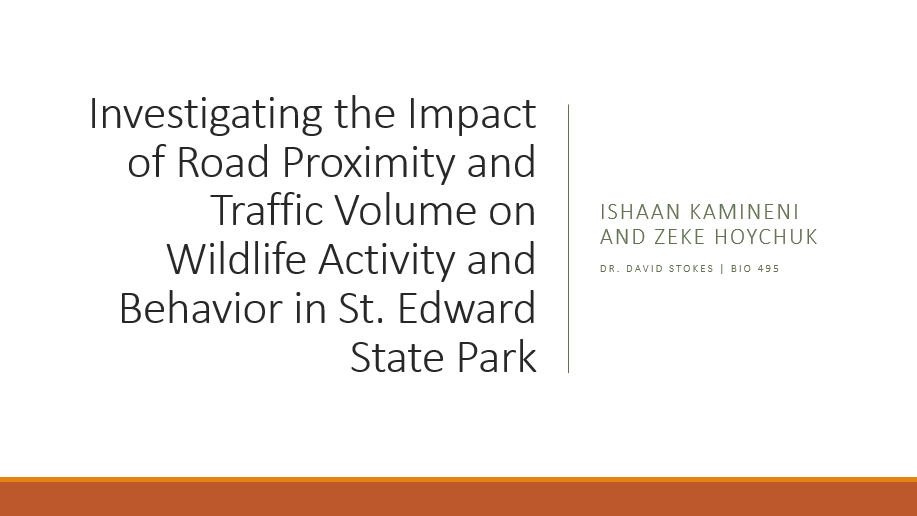 Investigating the Impact
of Road Proximity and
Traffic Volume on
Wildlife Activity and
Behavior in St. Edward
State Park
ISHAAN KAMINENI
AND ZEKE HOYCHUK
DR. DAVID STOKES | BIO 495